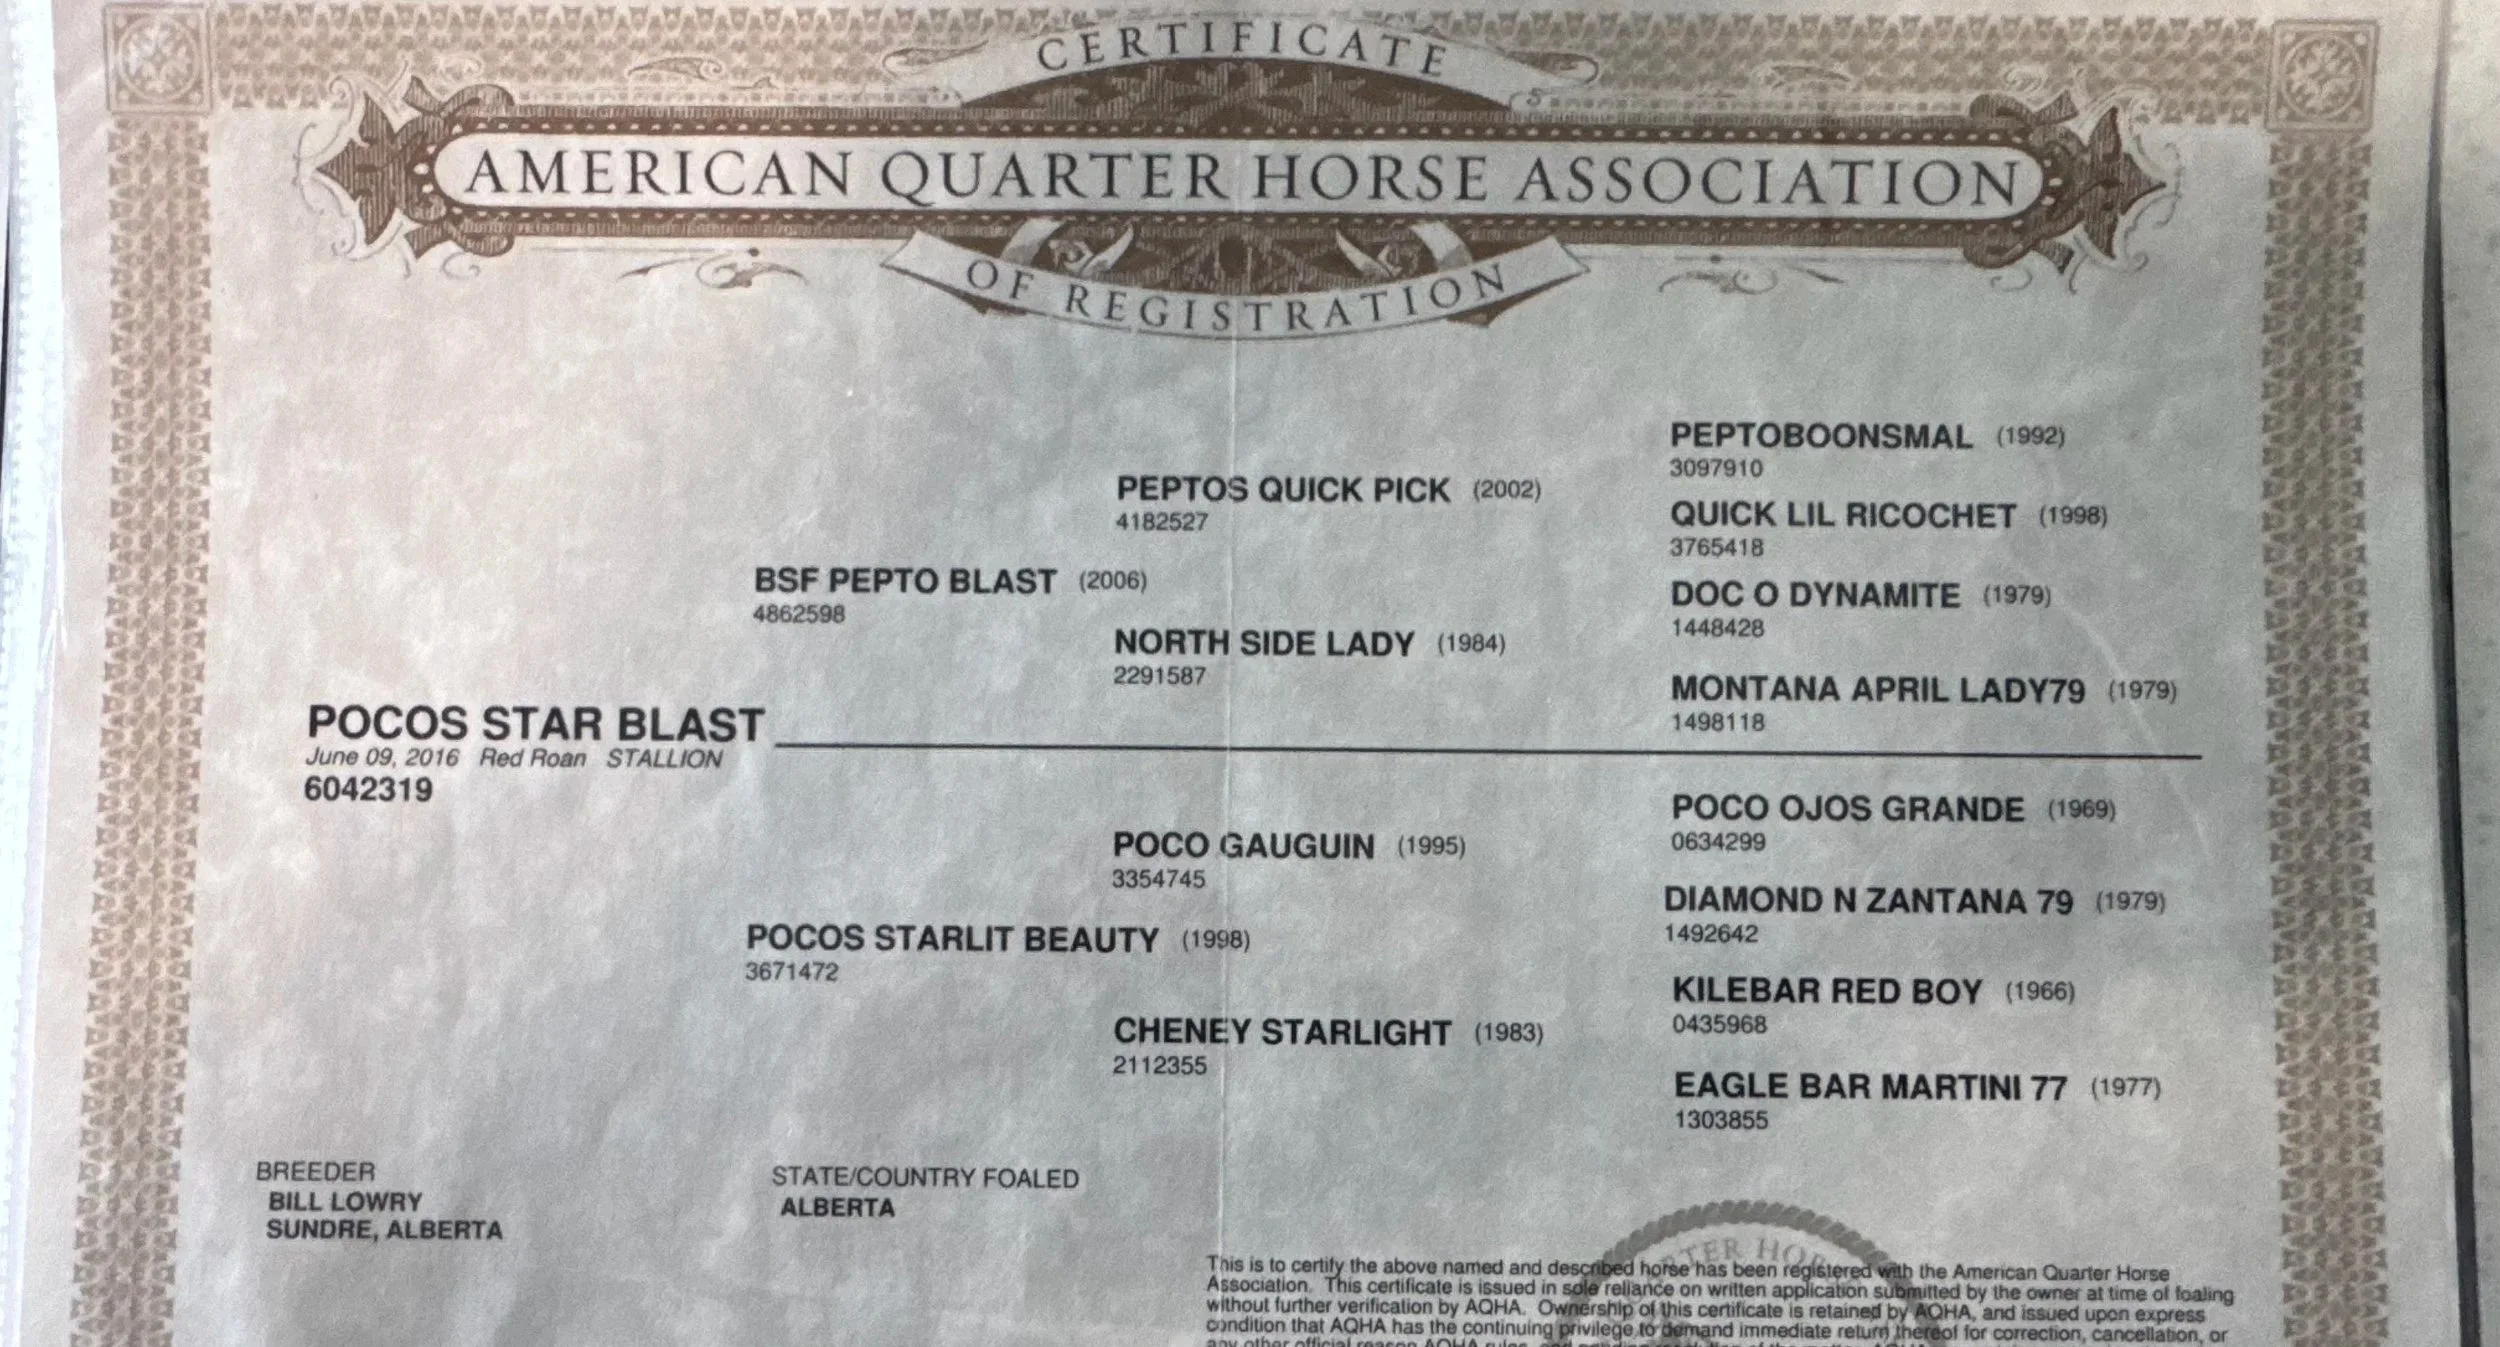 CERTIFICATE
AMERICAN QUARTER HORSE ASSOCIATION
OF REGISTRATION
PEPTOBOONSMAL (1992)
3097910
PEPTOS QUICK PICK (2002)
4182527
QUICK LIL RICOCHET (1998)
3765418
BSF PEPTO BLAST (2006)
4862598
DOC O DYNAMITE (1979)
1448428
NORTH SIDE LADY (1984)
2291587
MONTANA APRIL LADY79 (1979)
1498118
POCOS STAR BLAST
June 09, 2016 Red Roan STALLION
6042319
POCO OJOS GRANDE (1969)
0634299
POCO GAUGUIN (1995)
3354745
DIAMOND N ZANTANA 79 (1979)
1492642
POCOS STARLIT BEAUTY (1998)
3671472
KILEBAR RED BOY (1966)
0435968
CHENEY STARLIGHT (1983)
2112355
EAGLE BAR MARTINI 77 (1977)
1303855
BREEDER
BILL LOWRY
SUNDRE, ALBERTA
STATE/COUNTRY FOALED
ALBERTA
This is to certify the above named and described horse has been registered with the American Quarter Horse
Association. This certificate is issued in sole reliance on written application submitted by the owner at time of foaling
without further verification by AQHA. Ownership of this certificate is retained by AQHA, and issued upon express
condition that AQHA has the continuing privilege to demand immediate return thereof for correction, cancellation, or
any other official reason AQHA rules, and